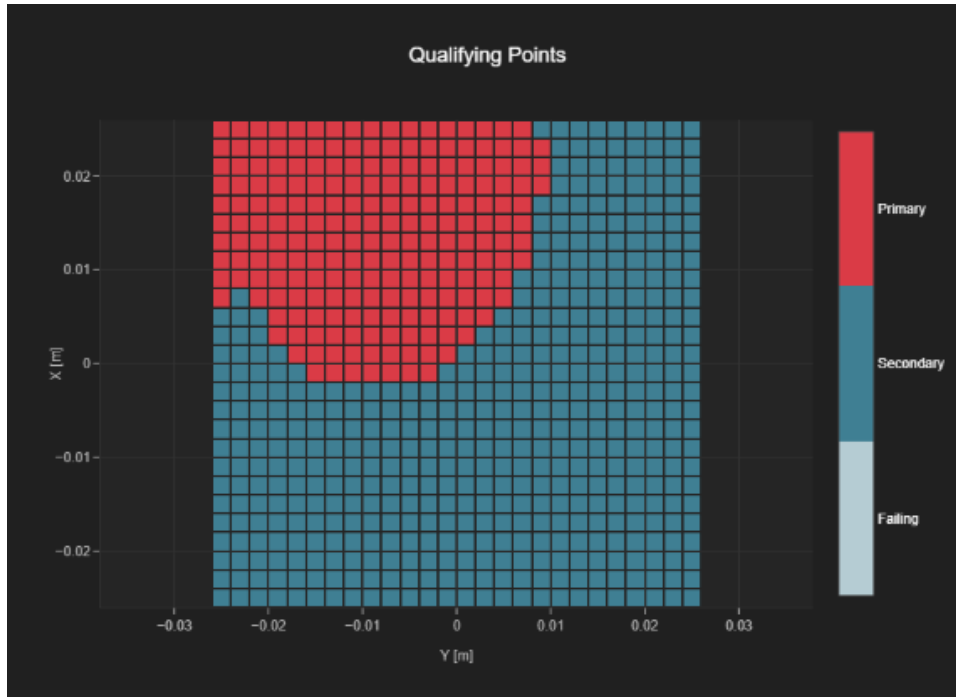 Qualifying Points
Primary
0.02
0.01
Secondary
0
X [m]
−0.01
Failing
−0.02
−0.03 −0.02 −0.01 0 0.01 0.02 0.03
Y [m]